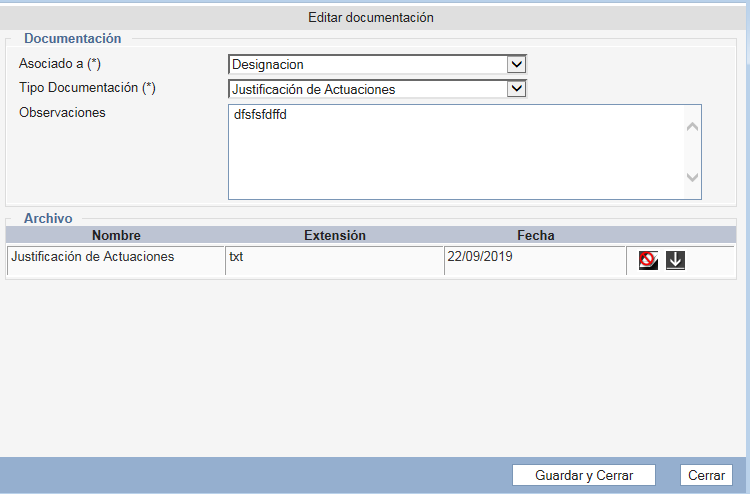 Editar documentación
Documentación
Asociado a (*)
Designacion
Tipo Documentación (*)
Justificación de Actuaciones
Observaciones
dfsfsfdffd
Archivo
Nombre Extensión Fecha
Justificación de Actuaciones txt 22/09/2019
Guardar y Cerrar Cerrar